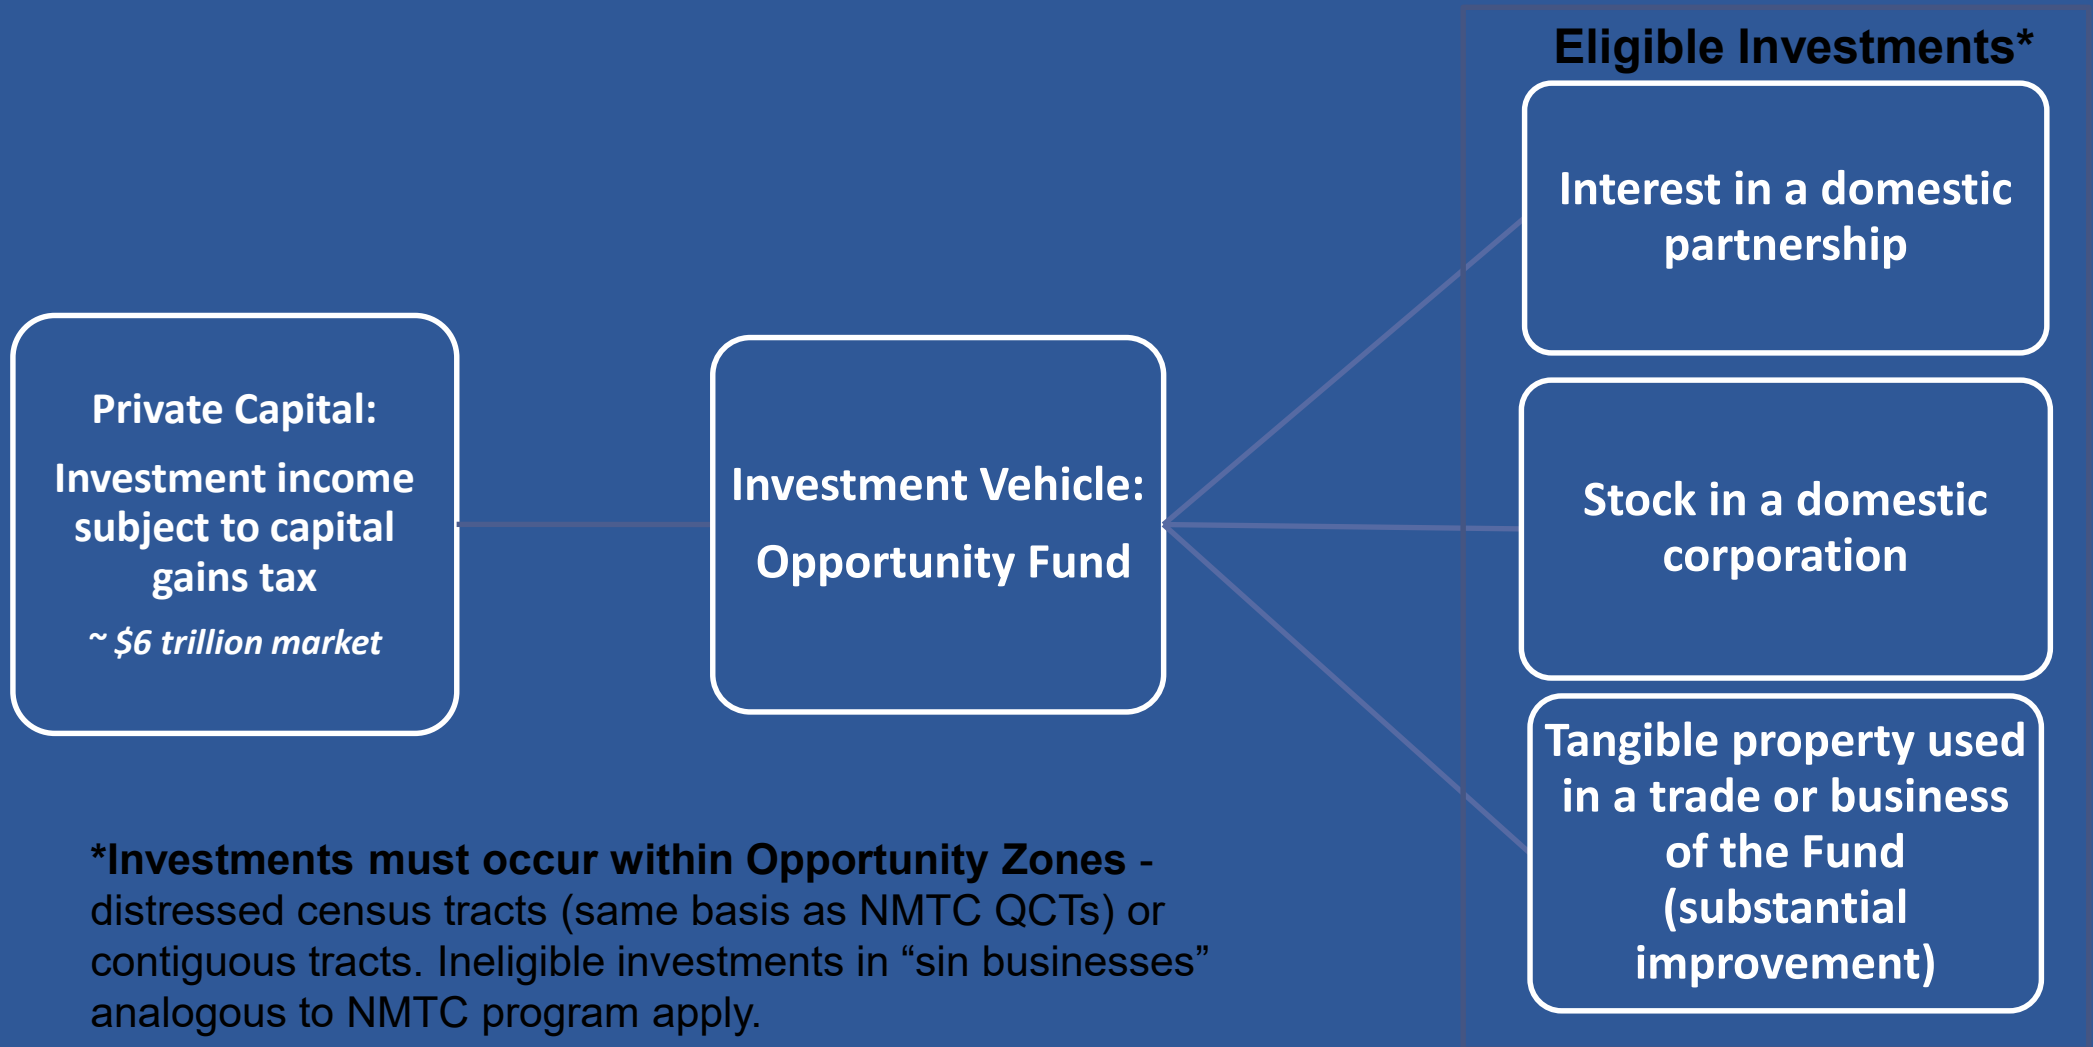 Private Capital:
Investment income
subject to capital
gains tax
~ $6 trillion market
Investment Vehicle:
Opportunity Fund
Eligible Investments*
Interest in a domestic
partnership
Stock in a domestic
corporation
Tangible property used
in a trade or business
of the Fund
(substantial
improvement)
*Investments must occur within Opportunity Zones -
distressed census tracts (same basis as NMTC QCTs) or
contiguous tracts. Ineligible investments in “sin businesses”
analogous to NMTC program apply.